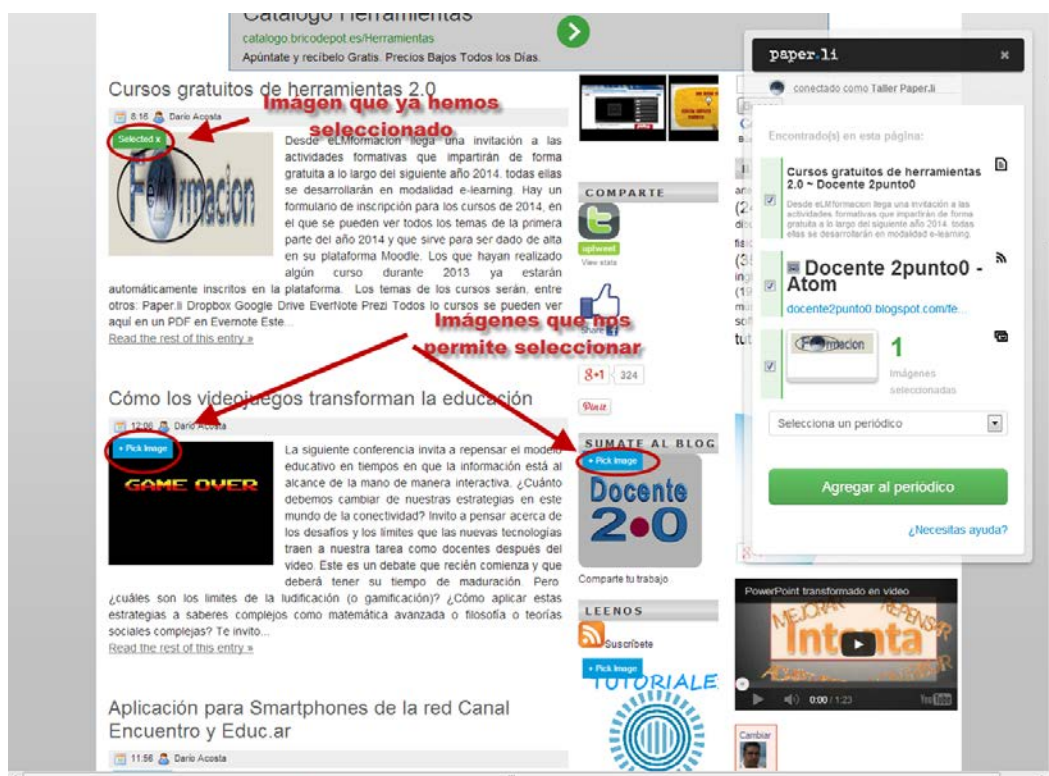 Catálogo Herramientas
catalogo.bricodepot.es/Herramientas
Apúntate y recíbelo Gratis. Precios Bajos Todos los Días.
Cursos gratuitos de herramientas 2.0
8:16 Darío Acosta
Imágen que ya hemos
seleccionado
Selected x
Formacion
Desde eLMformacion llega una invitación a las
actividades formativas que impartirán de forma
gratuita a lo largo del siguiente año 2014. todas ellas
se desarrollarán en modalidad e-learning. Hay un
formulario de inscripción para los cursos de 2014, en
el que se pueden ver todos los temas de la primera
parte del año 2014 y que sirve para ser dado de alta
en su plataforma Moodle. Los que hayan realizado
algún curso durante 2013 ya estarán
automáticamente inscritos en la plataforma. Los temas de los cursos serán, entre
otros: Paper.li Dropbox Google Drive EverNote Prezi Todos lo cursos se pueden ver
aquí en un PDF en Evernote Este...
Read the rest of this entry »
Imágenes que nos
permite seleccionar
Cómo los videojuegos transforman la educación
12:06 Darío Acosta
+ Pick Image
GAME OVER
La siguiente conferencia invita a repensar el modelo
educativo en tiempos en que la información está al
alcance de la mano de manera interactiva. ¿Cuánto
debemos cambiar de nuestras estrategias en este
mundo de la conectividad? Invito a pensar acerca de
los desafíos y los límites que las nuevas tecnologías
traen a nuestra tarea como docentes después del
video. Este es un debate que recién comienza y que
deberá tener su tiempo de maduración. Pero
¿cuáles son los limites de la ludificación (o gamificación)? ¿Cómo aplicar estas
estrategias a saberes complejos como matemática avanzada o filosofía o teorías
sociales complejas? Te invito...
Read the rest of this entry »
Aplicación para Smartphones de la red Canal
Encuentro y Educ.ar
11:56 Darío Acosta
COMPARTE
uptweet
View stats
Share
+1 324
Pin it
SUMATE AL BLOG
+ Pick Image
Docente
2.0
Comparte tu trabajo
LEENOS
Suscríbete
+ Pick Image
TUTORIALE
paper.li ×
conectado como Taller Paper.li
Encontrado(s) en esta página:
Cursos gratuitos de herramientas
2.0 ~ Docente 2punto0
Desde eLMformacion llega una invitación a las
actividades formativas que impartirán de forma
gratuita a lo largo del siguiente año 2014. todas
ellas se desarrollarán en modalidad e-learning.
Docente 2punto0 -
Atom
docente2punto0.blogspot.com/fe...
Formacion
1
Imágenes
seleccionadas
Selecciona un periódico
Agregar al periódico
¿Necesitas ayuda?
PowerPoint transformado en video
MEJORAR REPENSAR
Intenta
0:00 / 1:23 YouTube
Cambiar